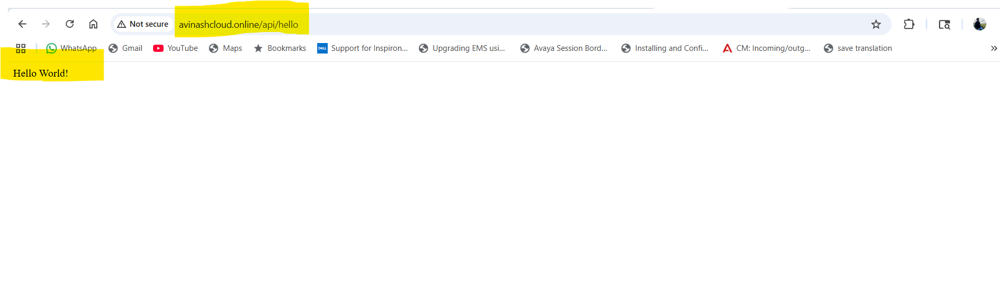 Not secure avinashcloud.online/api/hello
WhatsApp Gmail YouTube Maps Bookmarks DELL Support for Inspiron... Upgrading EMS usi... Avaya Session Bord... Installing and Confi... CM: Incoming/outg... save translation
Hello World!